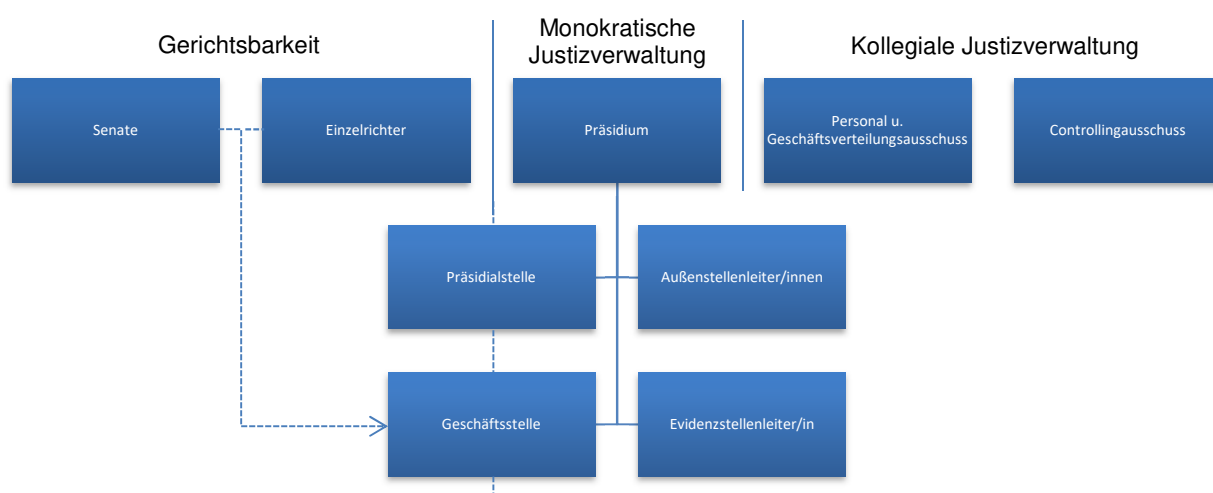 Gerichtsbarkeit
Monokratische
Justizverwaltung
Kollegiale Justizverwaltung
Senate
Einzelrichter
Präsidium
Personal u.
Geschäftsverteilungsausschuss
Controllingausschuss
Präsidialstelle
Außenstellenleiter/innen
Geschäftsstelle
Evidenzstellenleiter/in